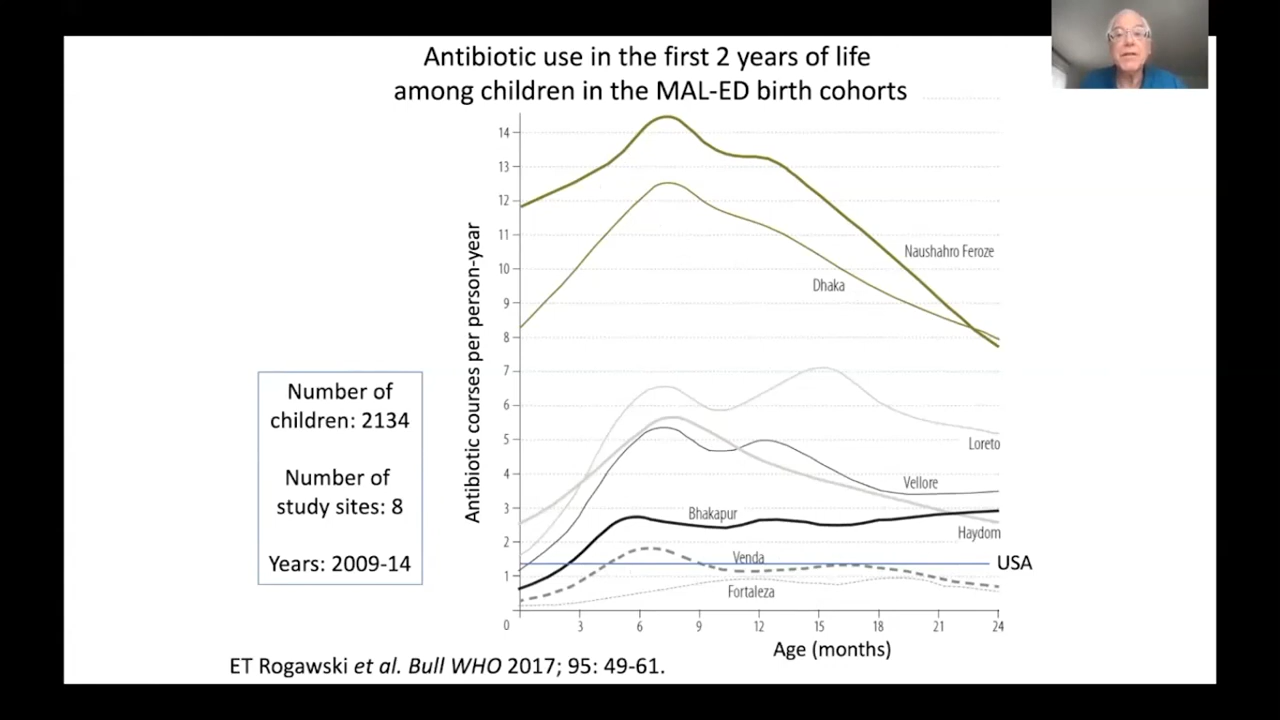 Antibiotic use in the first 2 years of life
among children in the MAL-ED birth cohorts
Antibiotic courses per person-year
14
13
12
11
10
9
8
7
6
5
4
3
2
1
0
3
6
9
12
15
18
21
24
Age (months)
Naushahro Feroze
Dhaka
Loreto
Vellore
Bhakapur
Haydom
Venda
USA
Fortaleza
Number of
children: 2134
Number of
study sites: 8
Years: 2009-14
ET Rogawski et al. Bull WHO 2017; 95: 49-61.